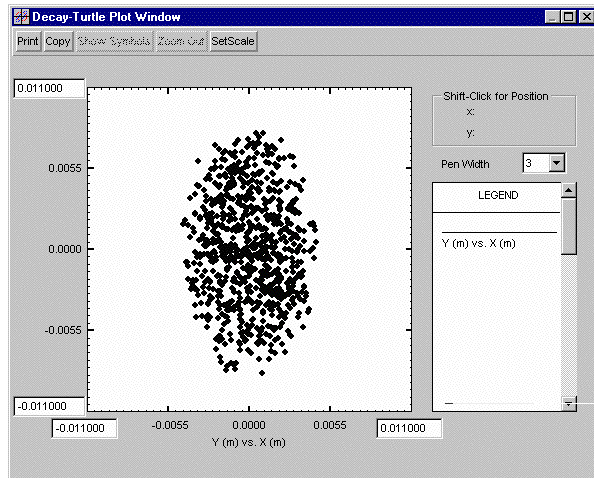 Decay-Turtle Plot Window
Print Copy Show Symbols Zoom Out SetScale
0.011000
0.0055
0.0000
-0.0055
-0.011000
-0.011000
-0.0055
0.0000
0.0055
0.011000
Y (m) vs. X (m)
Shift-Click for Position
x:
y:
Pen Width 3
LEGEND
Y (m) vs. X (m)